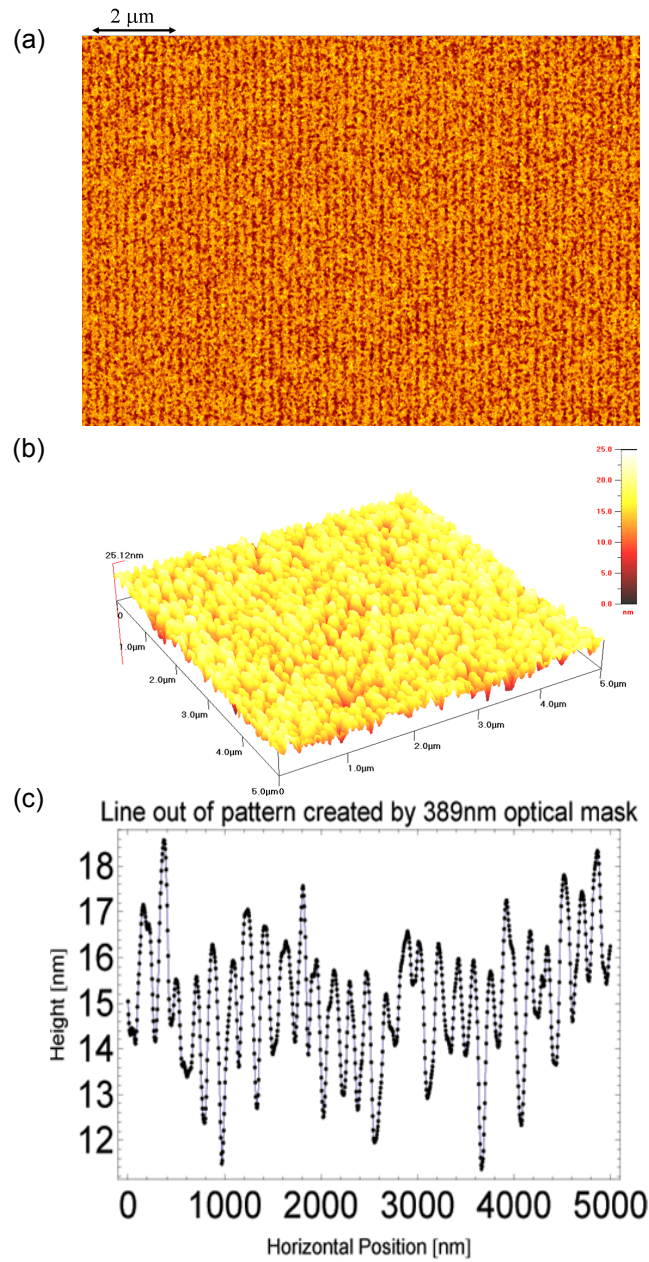 2 μm
(a)
(b)
25.0
20.0
15.0
10.0
5.0
0.0
nm
25.12nm
0
1.0μm
2.0μm
3.0μm
4.0μm
5.0μm
0
1.0μm
2.0μm
3.0μm
4.0μm
5.0μm
(c)
Line out of pattern created by 389nm optical mask
Height [nm]
18
17
16
15
14
13
12
0 1000 2000 3000 4000 5000
Horizontal Position [nm]